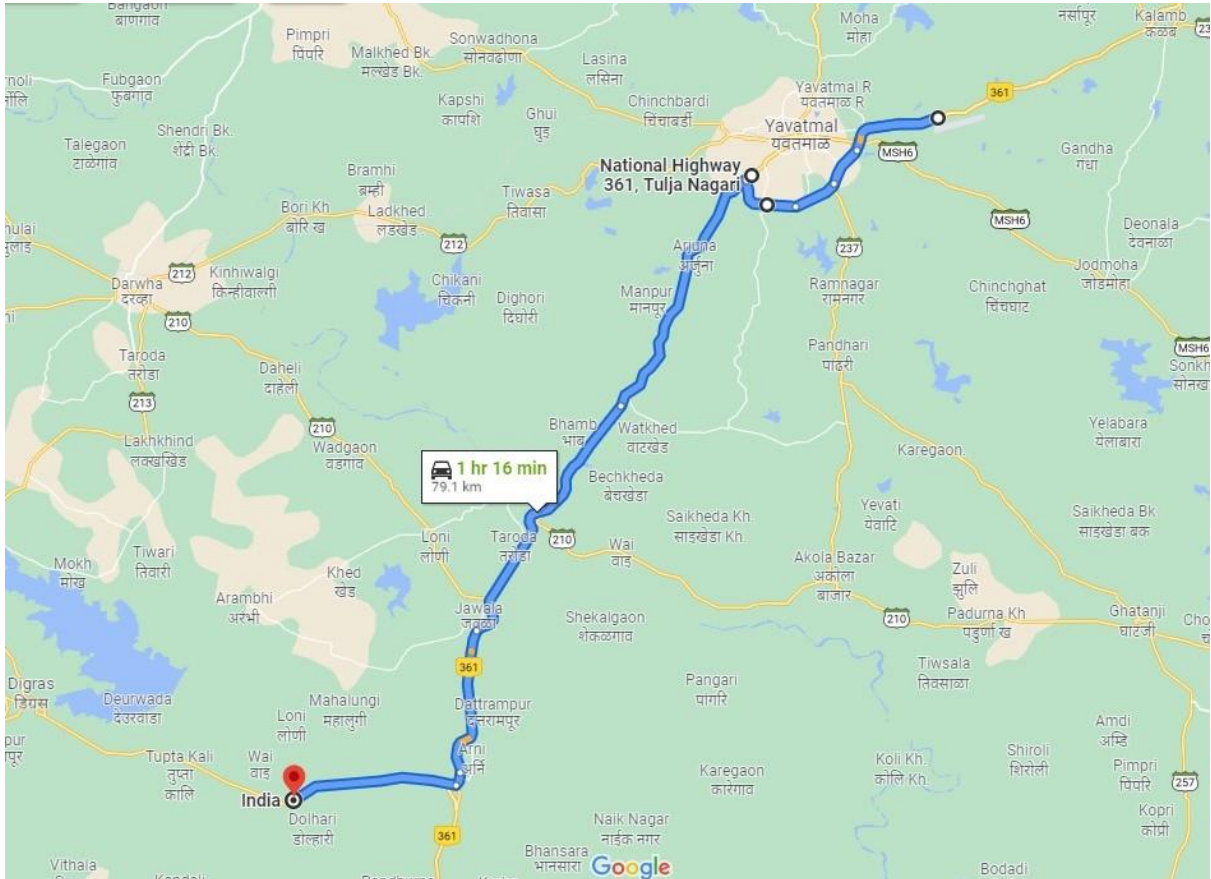 बाणगाव
Pimpri
पिंपरि
Malkhed Bk.
मल्खेड Bk.
Sonwadhona
सोनवढोणा
Lasina
लसिना
Moha
मोहा
नर्सापूर
Kalamb
कळंब
Fubgaon
फुबगाव
Kapshi
कापशि
Ghui
घुइ
Chinchbardi
चिंचाबर्डी
Yavatmal R
यवतमाळ R
361
Yavatmal
यवतमाळ
Talegaon
टाळेगांव
Shendri Bk.
शेंद्री Bk.
MSH6
Gandha
गधा
National Highway
361, Tulja Nagari
Bramhi
ब्रम्ही
Tiwasa
तिवासा
Bori Kh
बोरि ख
Ladkhed
लडखेड
212
MSH6
Deonala
देवनाळा
Arjuna
अर्जुना
237
Darwha
दरव्हा
212
Kinhiwalgi
किन्हीवाल्गी
Chikani
चिकनी
Dighori
दिघोरी
Manpur
मानपूर
Ramnagar
रामनगर
Chinchghat
चिंचघाट
Jodmoha
जोडमोहा
210
Pandhari
पांढरी
MSH6
Taroda
तरोडा
Daheli
दाहेली
213
210
Lakhkhind
लखखिंड
Wadgaon
वडगांव
Bhamb
भाब
Watkhed
वाटखेड
Karegaon
Yelabara
येलाबारा
1 hr 16 min
79.1 km
Bechkheda
बेचखेडा
Yevati
येवाटि
Saikheda Kh.
साइखेडा Kh.
Saikheda Bk
साइखेडा बक
Loni
लोणी
Taroda
तरोडा
210
Wai
वाइ
Akola Bazar
अकोला
बाजार
Mokh
मोख
Tiwari
तिवारी
Khed
खेड
Zuli
झुलि
Arambhi
अरंभी
Jawala
जवळा
Shekalgaon
शेकळगाव
210
Padurna Kh
पडुर्णा ख
Ghatanji
घाटंजी
361
Tiwsala
तिवसाळा
Pangari
पांगरि
Digras
डिग्रस
Deurwada
देउरवाडा
Mahalungi
महालुगी
Loni
लोणी
Dattrampur
दत्तरामपूर
Amdi
अम्डि
Tupta Kali
तुप्ता
कालि
Wai
वाइ
Arni
अर्नि
Karegaon
कारेगाव
Koli Kh.
कोलि Kh.
Shiroli
शिरोली
Pimpri
पिपरि
257
India
Dolhari
डोल्हारी
361
Naik Nagar
नाईक नगर
Kopri
कोप्री
Bhansara
भानसारा
Google
Vithala
Bodadi